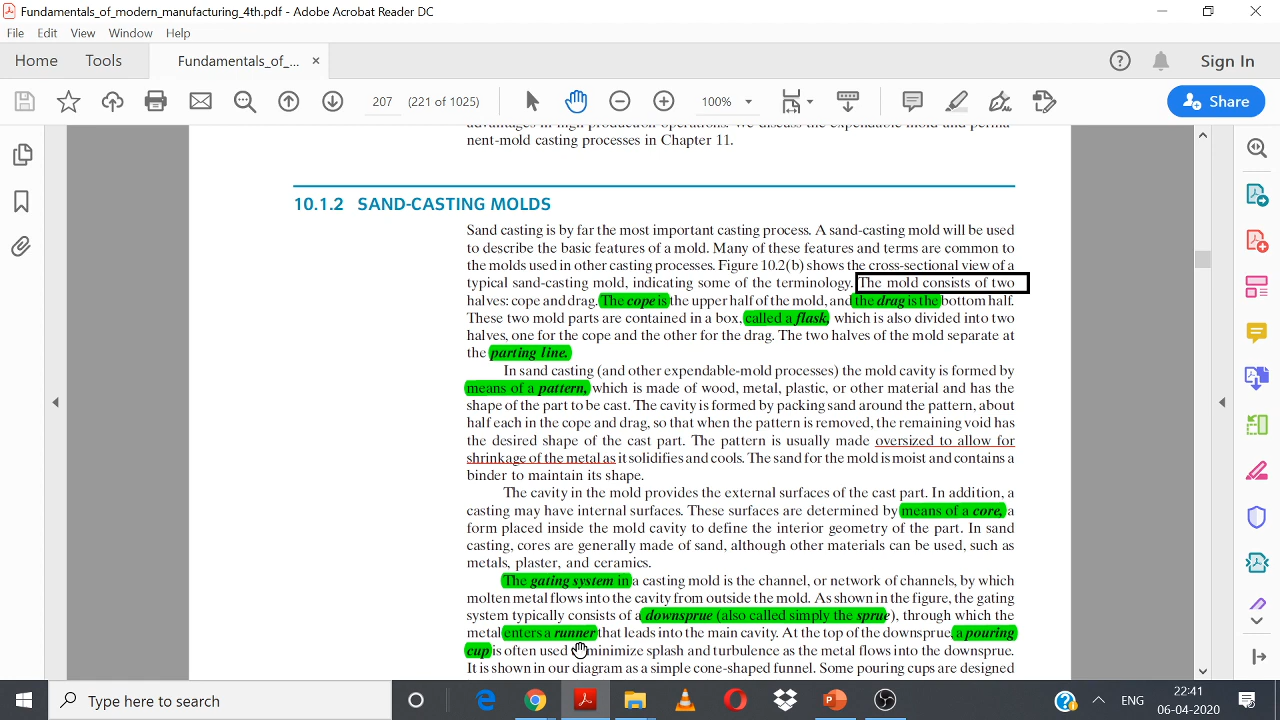 Fundamentals_of_modern_manufacturing_4th.pdf - Adobe Acrobat Reader DC
File Edit View Window Help
Home Tools Fundamentals_of_... × Sign In
207 (221 of 1025) 100% Share
nent-mold casting processes in Chapter 11.
10.1.2 SAND-CASTING MOLDS
Sand casting is by far the most important casting process. A sand-casting mold will be used
to describe the basic features of a mold. Many of these features and terms are common to
the molds used in other casting processes. Figure 10.2(b) shows the cross-sectional view of a
typical sand-casting mold, indicating some of the terminology. The mold consists of two
halves: cope and drag. The cope is the upper half of the mold, and the drag is the bottom half.
These two mold parts are contained in a box, called a flask, which is also divided into two
halves, one for the cope and the other for the drag. The two halves of the mold separate at
the parting line.
In sand casting (and other expendable-mold processes) the mold cavity is formed by
means of a pattern, which is made of wood, metal, plastic, or other material and has the
shape of the part to be cast. The cavity is formed by packing sand around the pattern, about
half each in the cope and drag, so that when the pattern is removed, the remaining void has
the desired shape of the cast part. The pattern is usually made oversized to allow for
shrinkage of the metal as it solidifies and cools. The sand for the mold is moist and contains a
binder to maintain its shape.
The cavity in the mold provides the external surfaces of the cast part. In addition, a
casting may have internal surfaces. These surfaces are determined by means of a core, a
form placed inside the mold cavity to define the interior geometry of the part. In sand
casting, cores are generally made of sand, although other materials can be used, such as
metals, plaster, and ceramics.
The gating system in a casting mold is the channel, or network of channels, by which
molten metal flows into the cavity from outside the mold. As shown in the figure, the gating
system typically consists of a downsprue (also called simply the sprue), through which the
metal enters a runner that leads into the main cavity. At the top of the downsprue, a pouring
cup is often used minimize splash and turbulence as the metal flows into the downsprue.
It is shown in our diagram as a simple cone-shaped funnel. Some pouring cups are designed
Type here to search ENG 22:41
06-04-2020